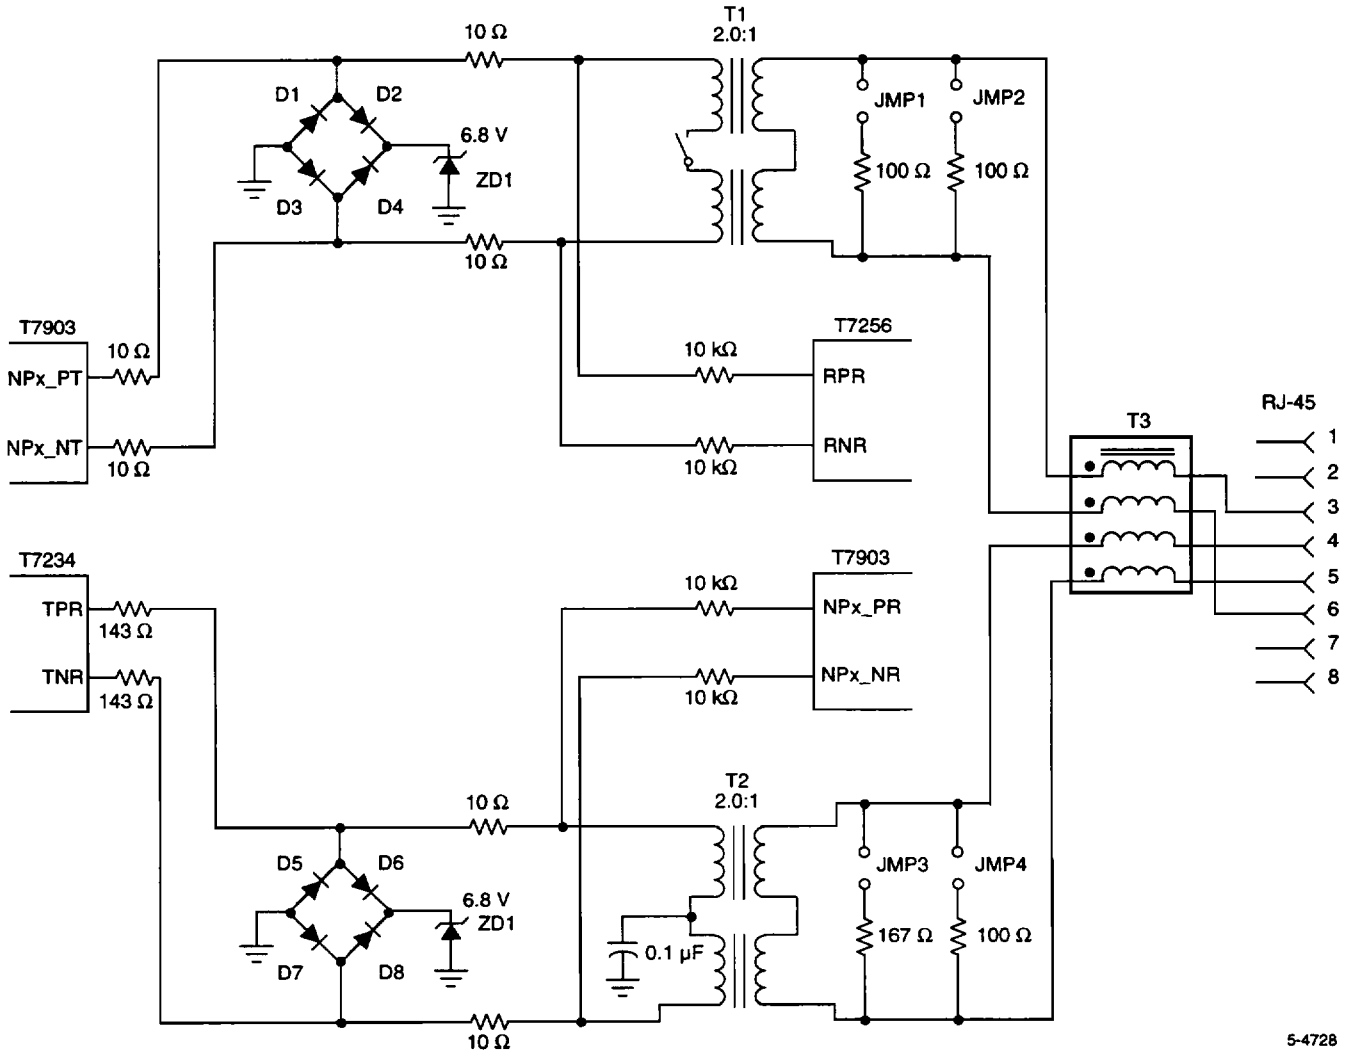 T1
2.0:1
10 Ω
D1
D2
JMP1
JMP2
6.8 V
ZD1
100 Ω
100 Ω
D3
D4
10 Ω
T7903
10 Ω
NPx_PT
NPx_NT
10 Ω
10 kΩ
T7256
RPR
RNR
10 kΩ
T3
RJ-45
1
2
3
4
5
6
7
8
T7234
TPR
143 Ω
TNR
143 Ω
10 kΩ
T7903
NPx_PR
NPx_NR
10 kΩ
T2
2.0:1
10 Ω
D5
D6
JMP3
JMP4
6.8 V
ZD1
0.1 µF
167 Ω
100 Ω
D7
D8
10 Ω
5-4728